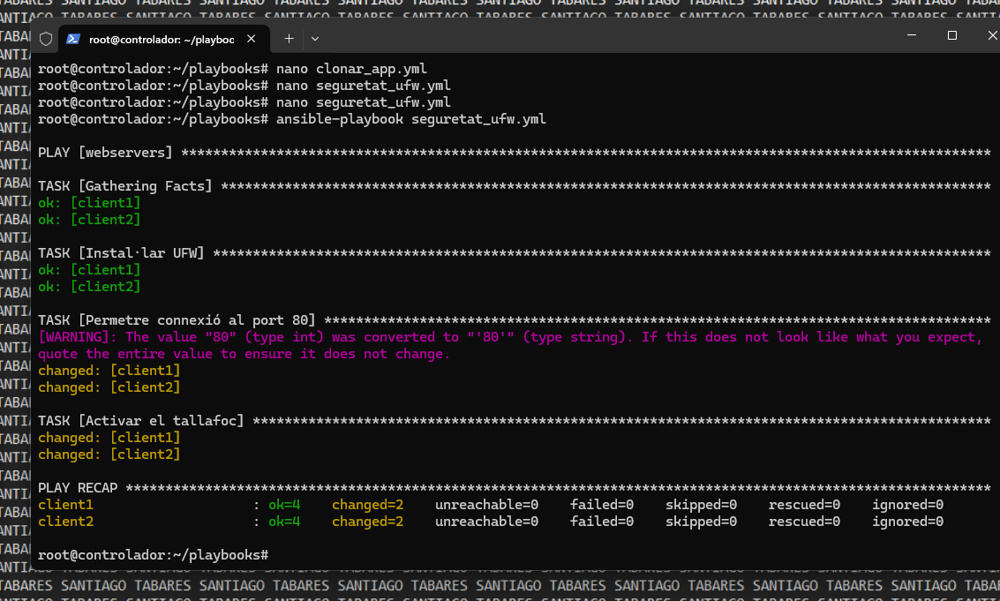 TABARES SANTIAGO TABARES SANTIAGO TABARES SANTIAGO TABARES SANTIAGO TABARES SANTIAGO TABARES SANTIAGO TABARES
root@controlador: ~/playbooc
root@controlador:~/playbooks# nano clonar_app.yml
root@controlador:~/playbooks# nano seguretat_ufw.yml
root@controlador:~/playbooks# nano seguretat_ufw.yml
root@controlador:~/playbooks# ansible-playbook seguretat_ufw.yml
PLAY [webservers] ******************************************************************************************************
TASK [Gathering Facts] *************************************************************************************************
ok: [client1]
ok: [client2]
TASK [Instal·lar UFW] **************************************************************************************************
ok: [client1]
ok: [client2]
TASK [Permetre connexió al port 80] ************************************************************************************
[WARNING]: The value "80" (type int) was converted to "'80'" (type string). If this does not look like what you expect,
quote the entire value to ensure it does not change.
changed: [client1]
changed: [client2]
TASK [Activar el tallafoc] *********************************************************************************************
changed: [client1]
changed: [client2]
PLAY RECAP *************************************************************************************************************
client1 : ok=4 changed=2 unreachable=0 failed=0 skipped=0 rescued=0 ignored=0
client2 : ok=4 changed=2 unreachable=0 failed=0 skipped=0 rescued=0 ignored=0
root@controlador:~/playbooks#
TABARES SANTIAGO TABARES SANTIAGO TABARES SANTIAGO TABARES SANTIAGO TABARES SANTIAGO TABARES SANTIAGO TABARES SANTIAGO TABA